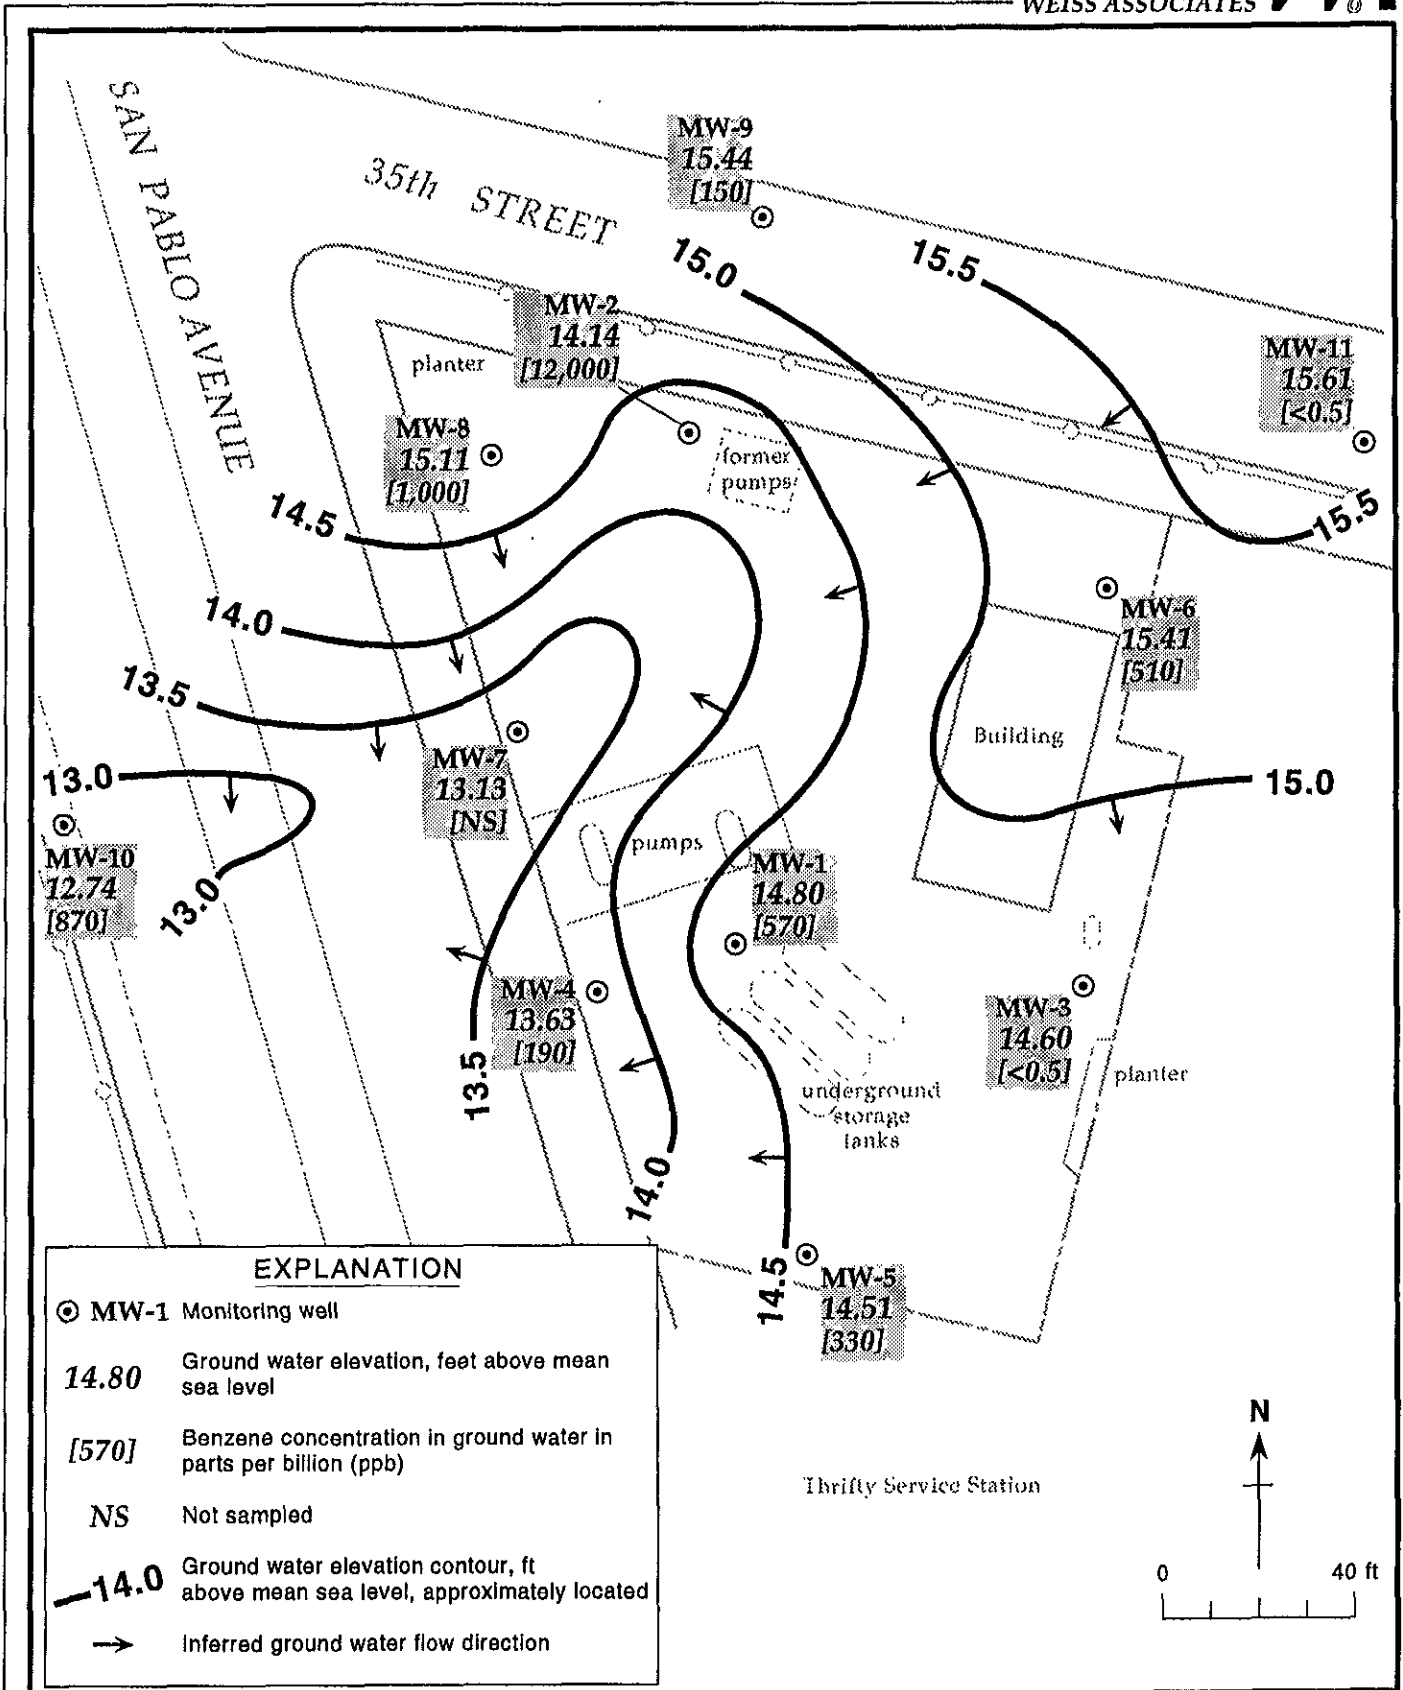 WEISS ASSOCIATES
SAN PABLO AVENUE
35th STREET
MW-9
15.44
[150]
15.0
15.5
MW-2
14.14
[12,000]
planter
MW-11
15.61
[<0.5]
MW-8
15.11
[1,000]
former
pumps
14.5
15.5
14.0
MW-6
15.41
[510]
13.5
Building
MW-7
13.13
[NS]
13.0
15.0
pumps
MW-10
12.74
[870]
MW-1
14.80
[570]
13.0
MW-4
13.63
[190]
MW-3
14.60
[<0.5]
13.5
planter
underground
storage
tanks
14.0
14.5
MW-5
14.51
[330]
EXPLANATION
MW-1 Monitoring well
14.80 Ground water elevation, feet above mean
sea level
[570] Benzene concentration in ground water in
parts per billion (ppb)
NS Not sampled
14.0 Ground water elevation contour, ft
above mean sea level, approximately located
Inferred ground water flow direction
Thrifty Service Station
N
0 40 ft